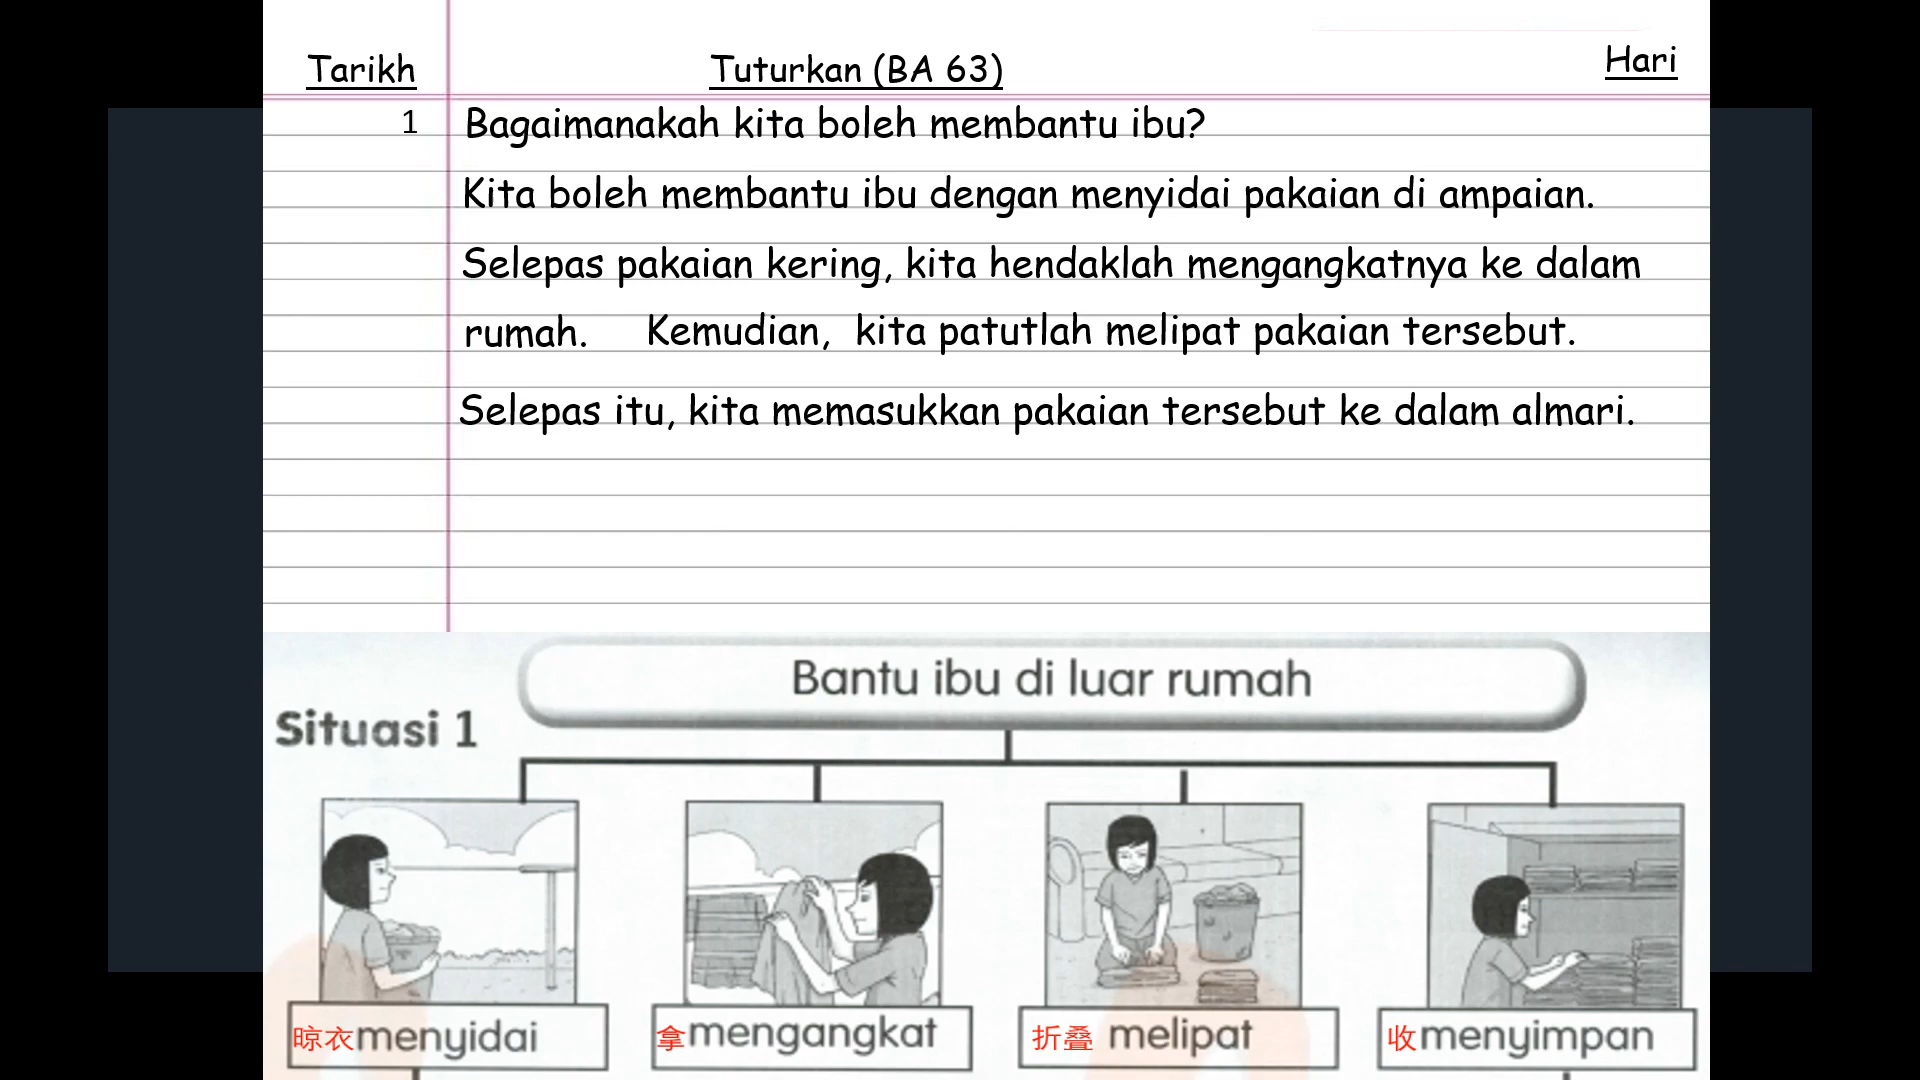 Tarikh Tuturkan (BA 63) Hari
1 Bagaimanakah kita boleh membantu ibu?
Kita boleh membantu ibu dengan menyidai pakaian di ampaian.
Selepas pakaian kering, kita hendaklah mengangkatnya ke dalam
rumah. Kemudian, kita patutlah melipat pakaian tersebut.
Selepas itu, kita memasukkan pakaian tersebut ke dalam almari.
Bantu ibu di luar rumah
Situasi 1
晾衣menyidai
拿mengangkat
折叠 melipat
收menyimpan